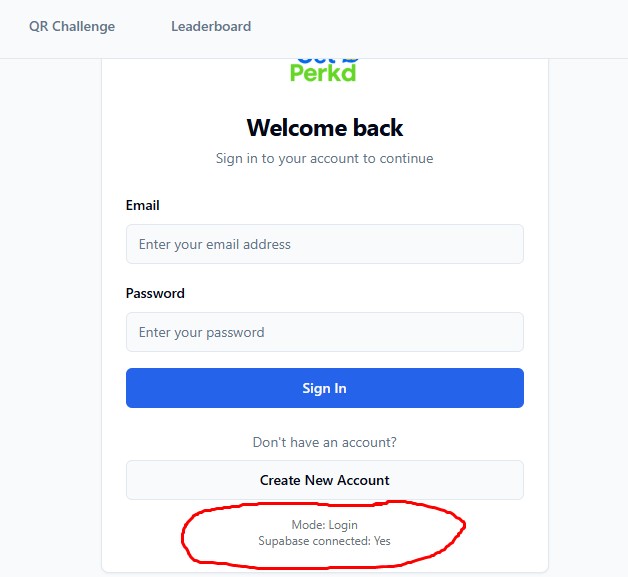 QR Challenge Leaderboard
Perkd
Welcome back
Sign in to your account to continue
Email
Enter your email address
Password
Enter your password
Sign In
Don't have an account?
Create New Account
Mode: Login
Supabase connected: Yes